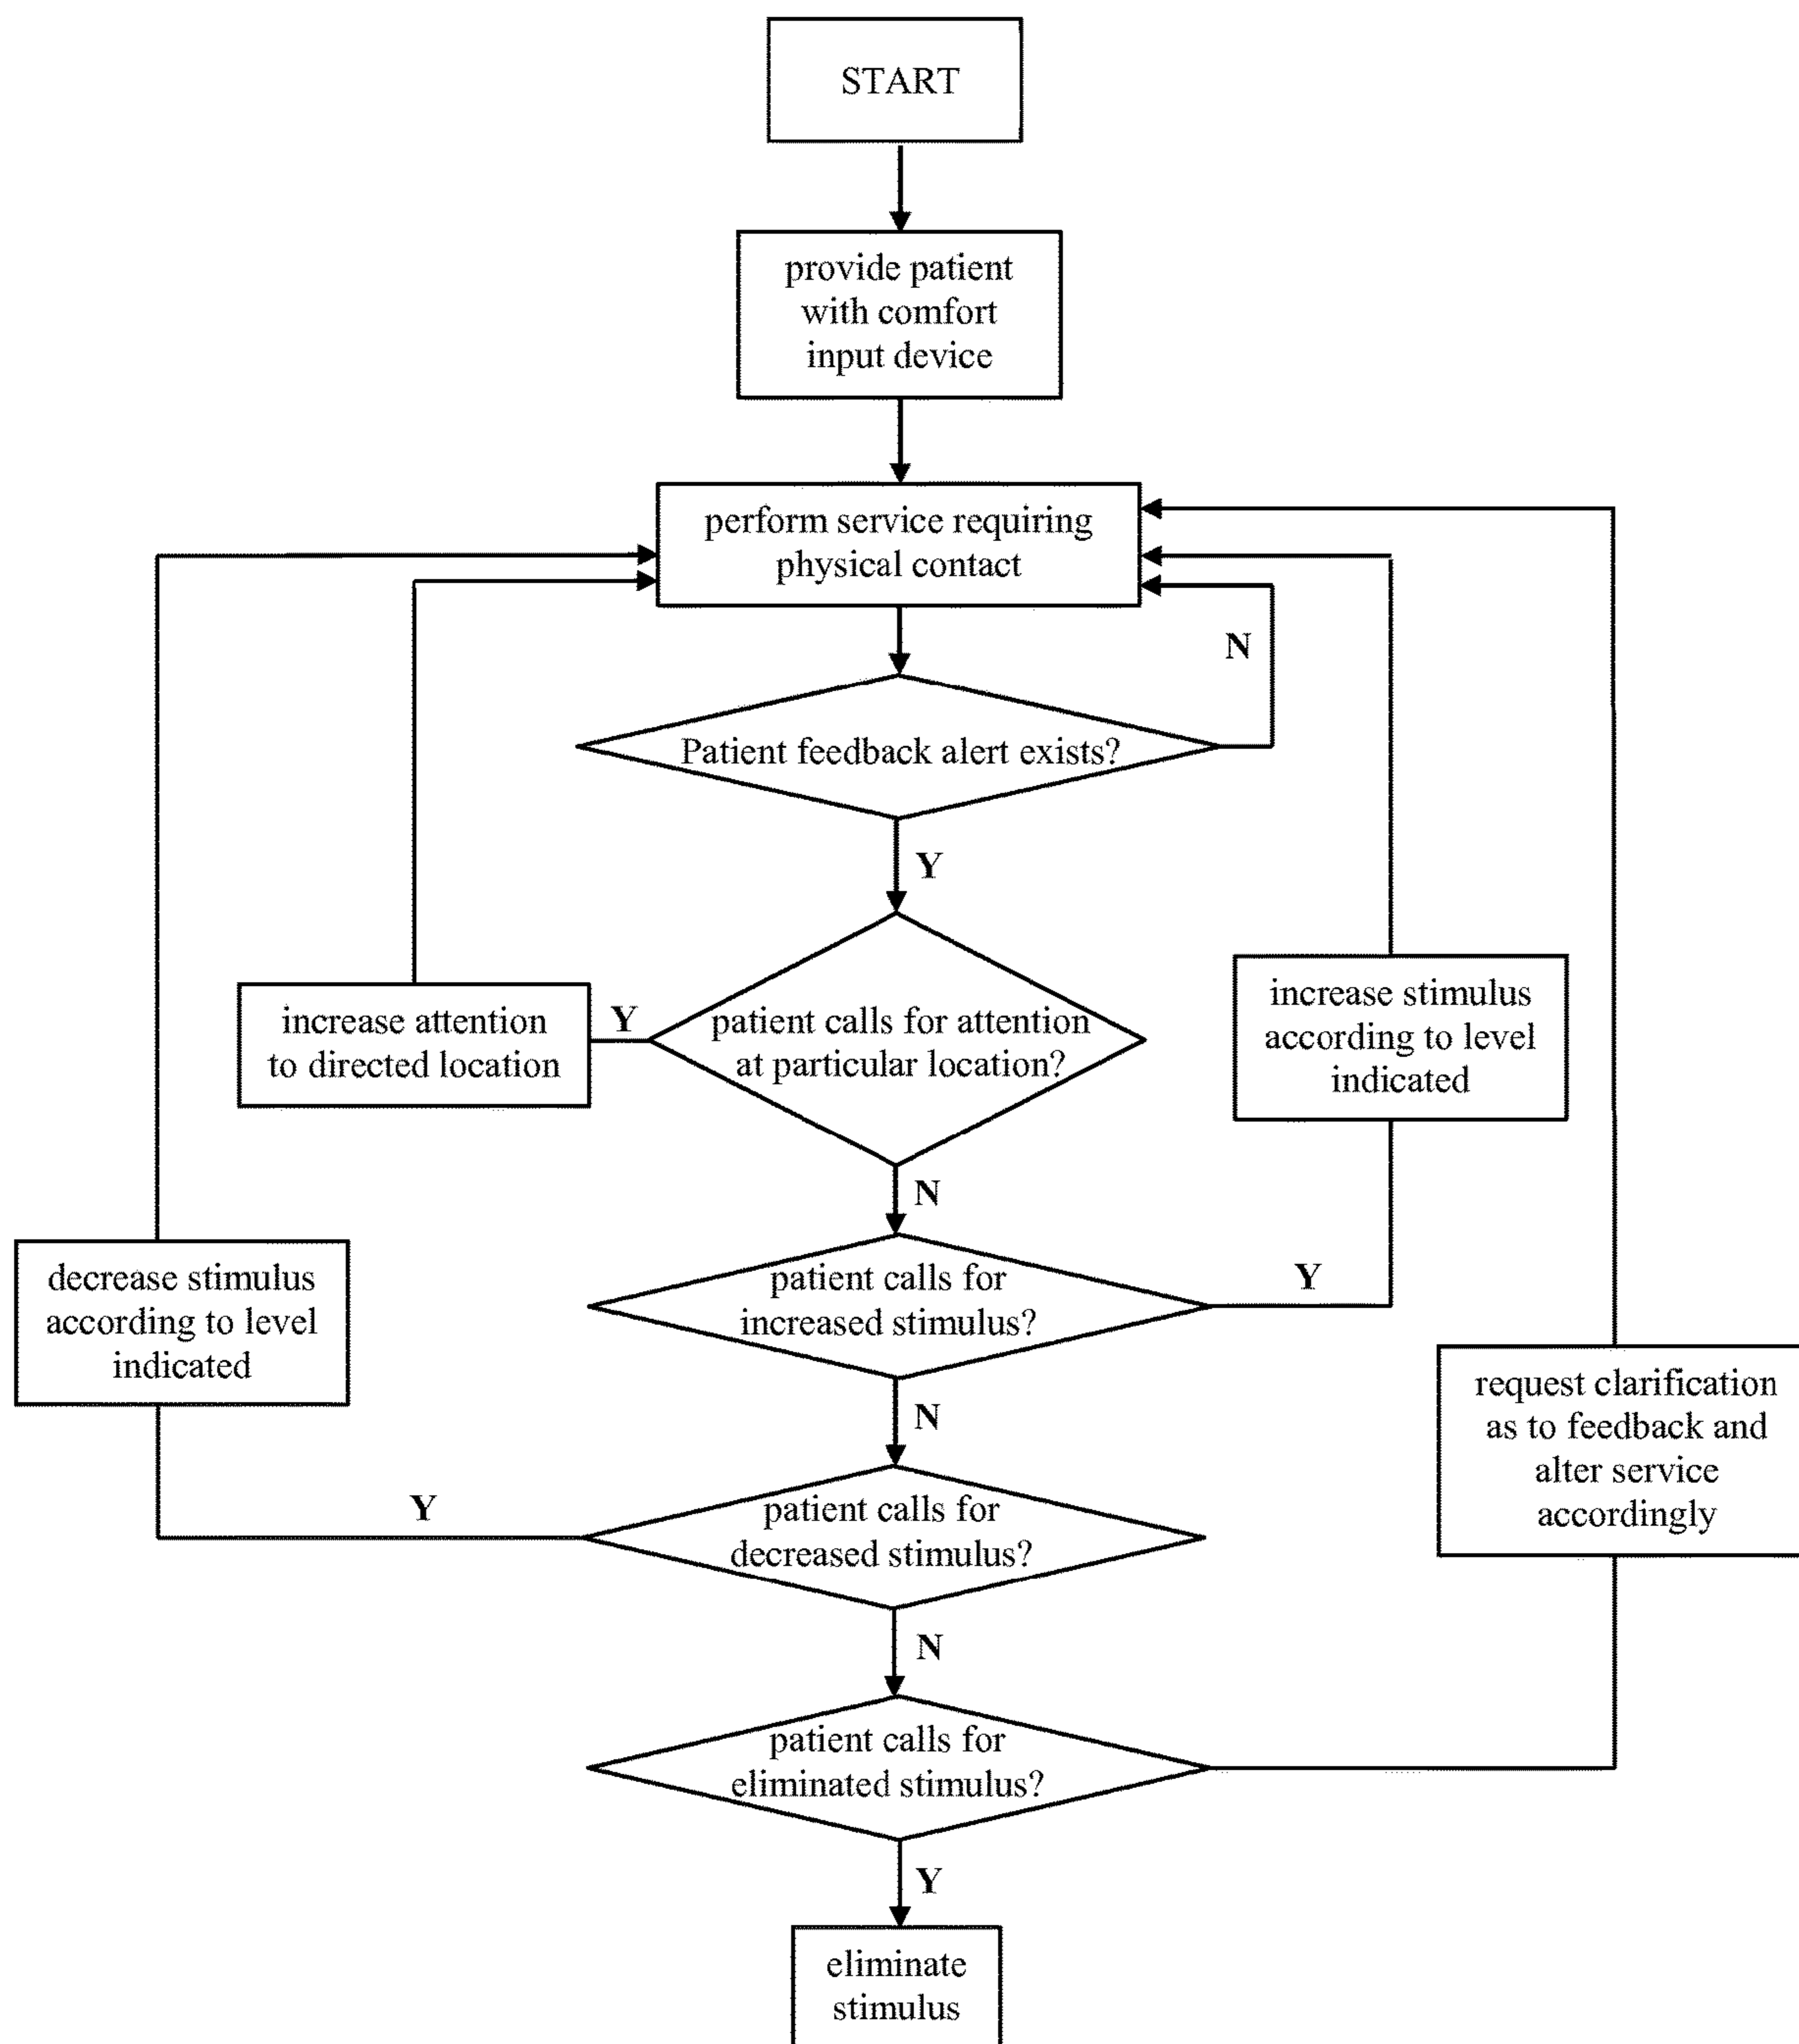 START
provide patient
with comfort
input device
perform service requiring
physical contact
N
Patient feedback alert exists?
Y
increase attention
to directed location
Y
patient calls for attention
at particular location?
increase stimulus
according to level
indicated
N
decrease stimulus
according to level
indicated
patient calls for
increased stimulus?
Y
request clarification
as to feedback and
alter service
accordingly
N
Y
patient calls for
decreased stimulus?
N
patient calls for
eliminated stimulus?
Y
eliminate
stimulus